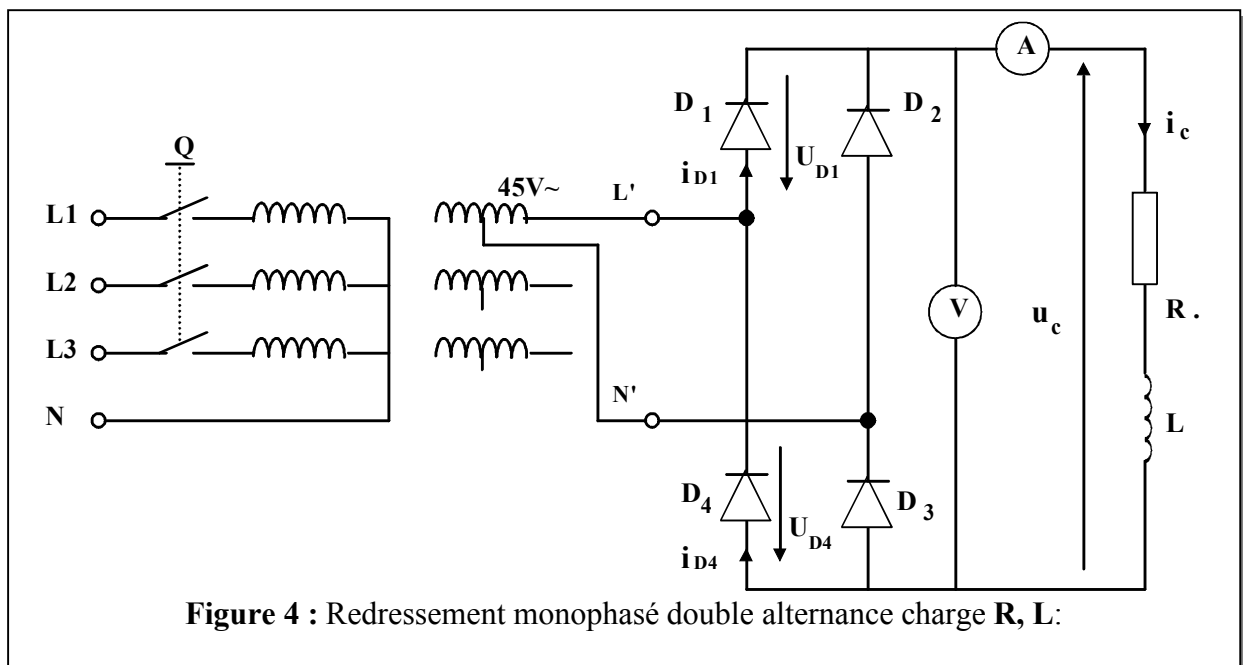 A
D 1
D 2
Q
U D1
i c
i D1
45V~
L'
L1
L2
V
u c
R .
L3
N'
N
L
D 4
D 3
U D4
i D4
Figure 4 : Redressement monophasé double alternance charge R, L: